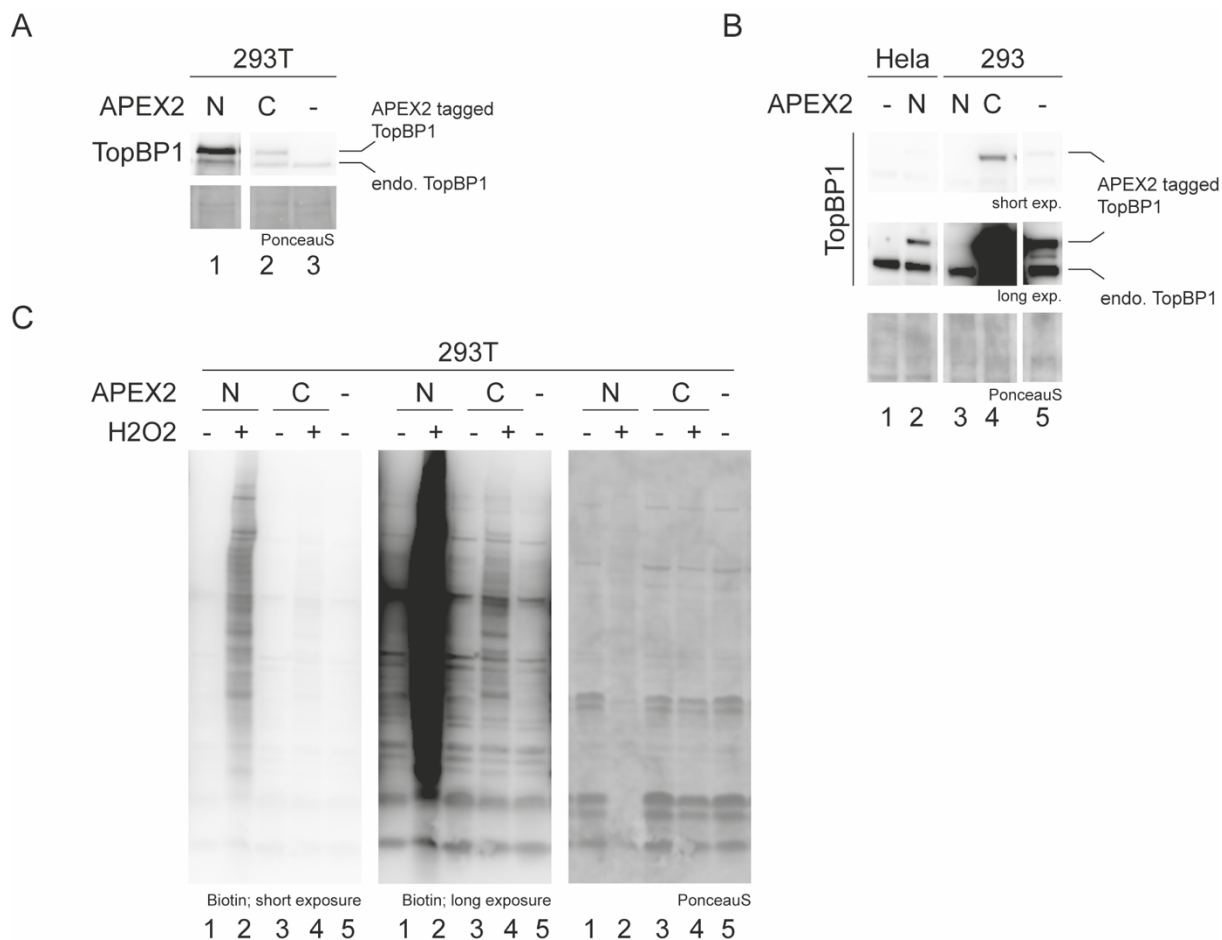 A
293T
APEX2 N C -
APEX2 tagged
TopBP1
TopBP1
endo. TopBP1
PonceauS
1 2 3
B
Hela 293
APEX2 - N N C -
TopBP1
short exp.
APEX2 tagged
TopBP1
long exp.
endo. TopBP1
PonceauS
1 2 3 4 5
C
293T
APEX2 N C - N C - N C -
H2O2 - + - + - - + - + - - + - + -
Biotin; short exposure Biotin; long exposure PonceauS
1 2 3 4 5 1 2 3 4 5 1 2 3 4 5